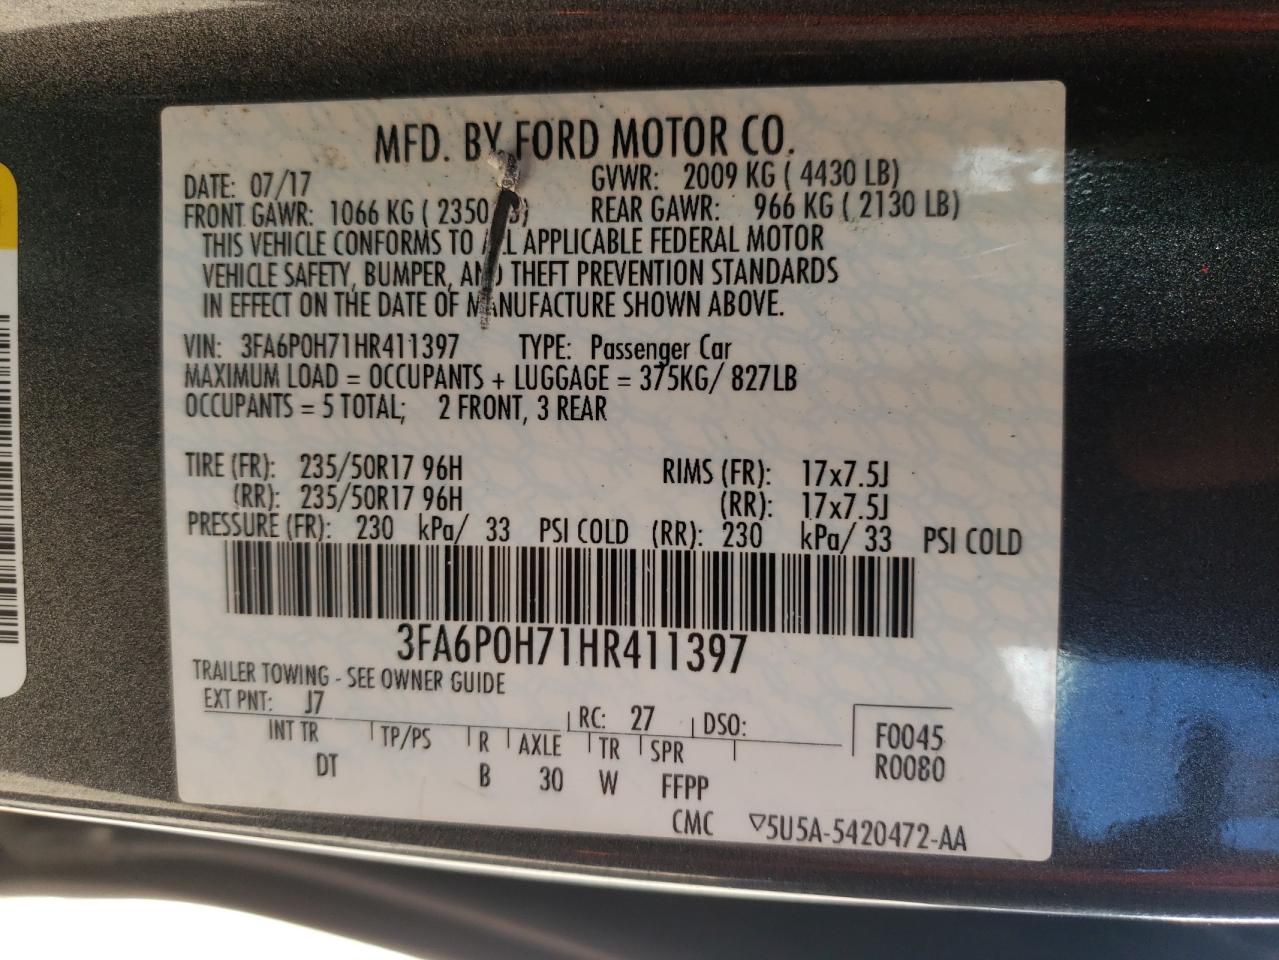 MFD. BY FORD MOTOR CO.
DATE: 07/17 GVWR: 2009 KG ( 4430 LB)
FRONT GAWR: 1066 KG ( 2350 B) REAR GAWR: 966 KG ( 2130 LB)
THIS VEHICLE CONFORMS TO ALL APPLICABLE FEDERAL MOTOR
VEHICLE SAFETY, BUMPER, AND THEFT PREVENTION STANDARDS
IN EFFECT ON THE DATE OF MANUFACTURE SHOWN ABOVE.
VIN: 3FA6P0H71HR411397 TYPE: Passenger Car
MAXIMUM LOAD = OCCUPANTS + LUGGAGE = 375KG/ 827LB
OCCUPANTS = 5 TOTAL; 2 FRONT, 3 REAR
TIRE (FR): 235/50R17 96H RIMS (FR): 17x7.5J
(RR): 235/50R17 96H (RR): 17x7.5J
PRESSURE (FR): 230 kPa/ 33 PSI COLD (RR): 230 kPa/ 33 PSI COLD
3FA6P0H71HR411397
TRAILER TOWING - SEE OWNER GUIDE
EXT PNT: J7 RC: 27 DSO: F0045
INT TR TP/PS R AXLE TR SPR R0080
DT B 30 W FFPP
CMC ▽5U5A-5420472-AA